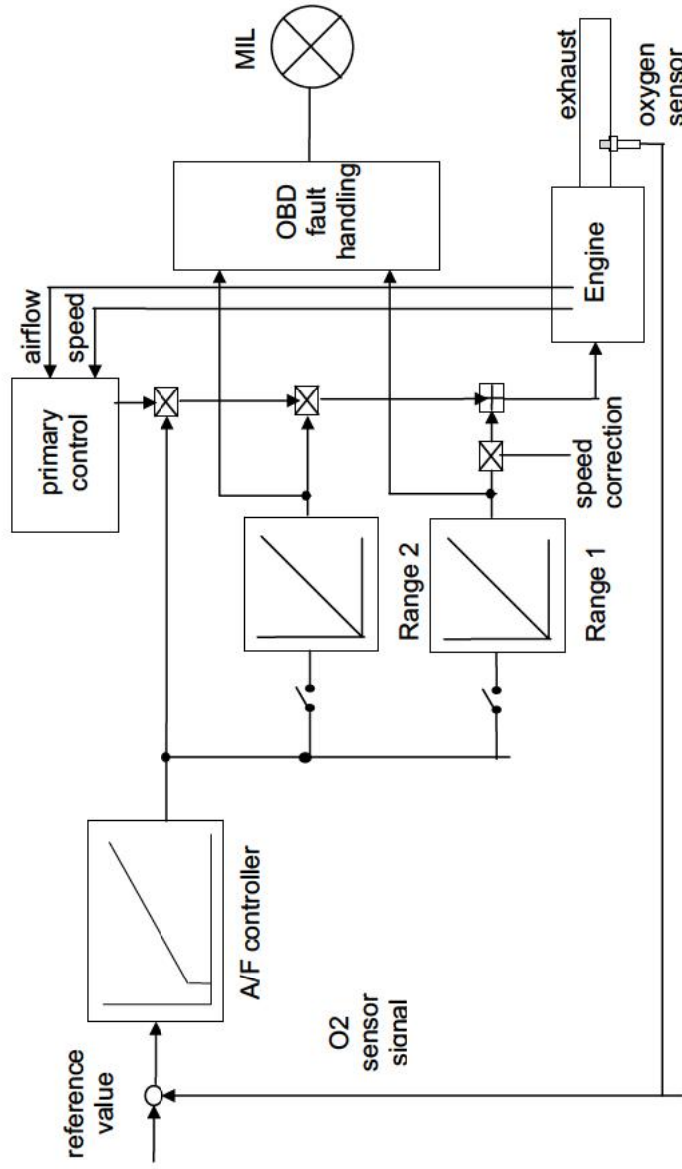 reference
value
A/F controller
O2
sensor
signal
primary
control
airflow
speed
Range 2
Range 1
speed
correction
OBD
fault
handling
MIL
Engine
exhaust
oxygen
sensor